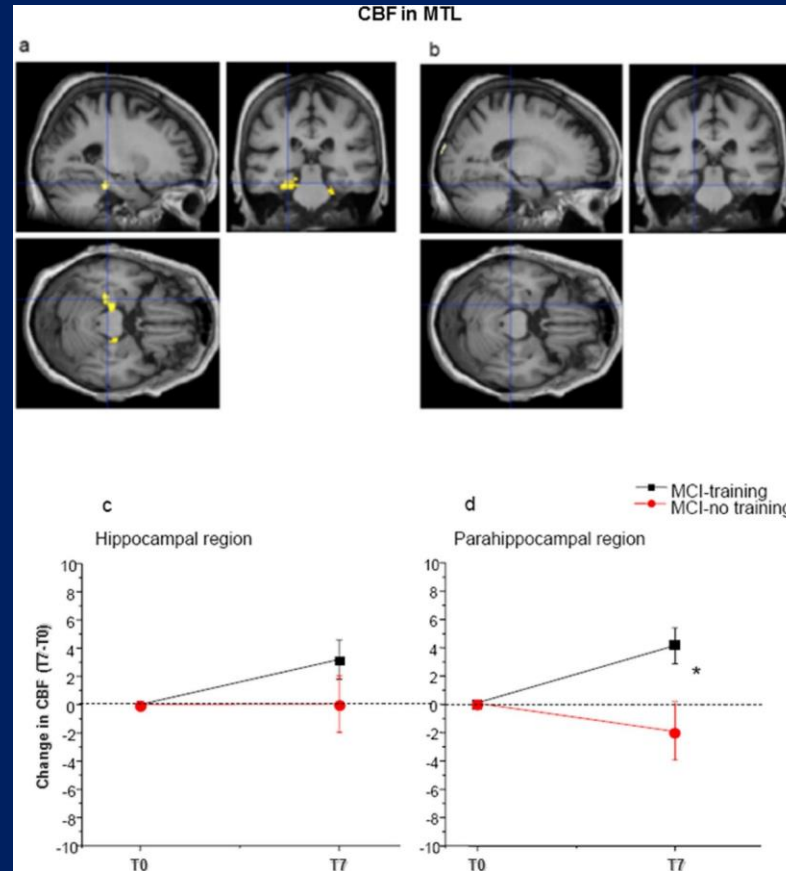 CBF in MTL
a
b
MCI-training
MCI-no training
c
d
Hippocampal region
Parahippocampal region
Change in CBF (T7-T0)
10
8
6
4
2
0
-2
-4
-6
-8
-10
T0
T7
10
8
6
4
2
0
-2
-4
-6
-8
-10
*
T0
T7